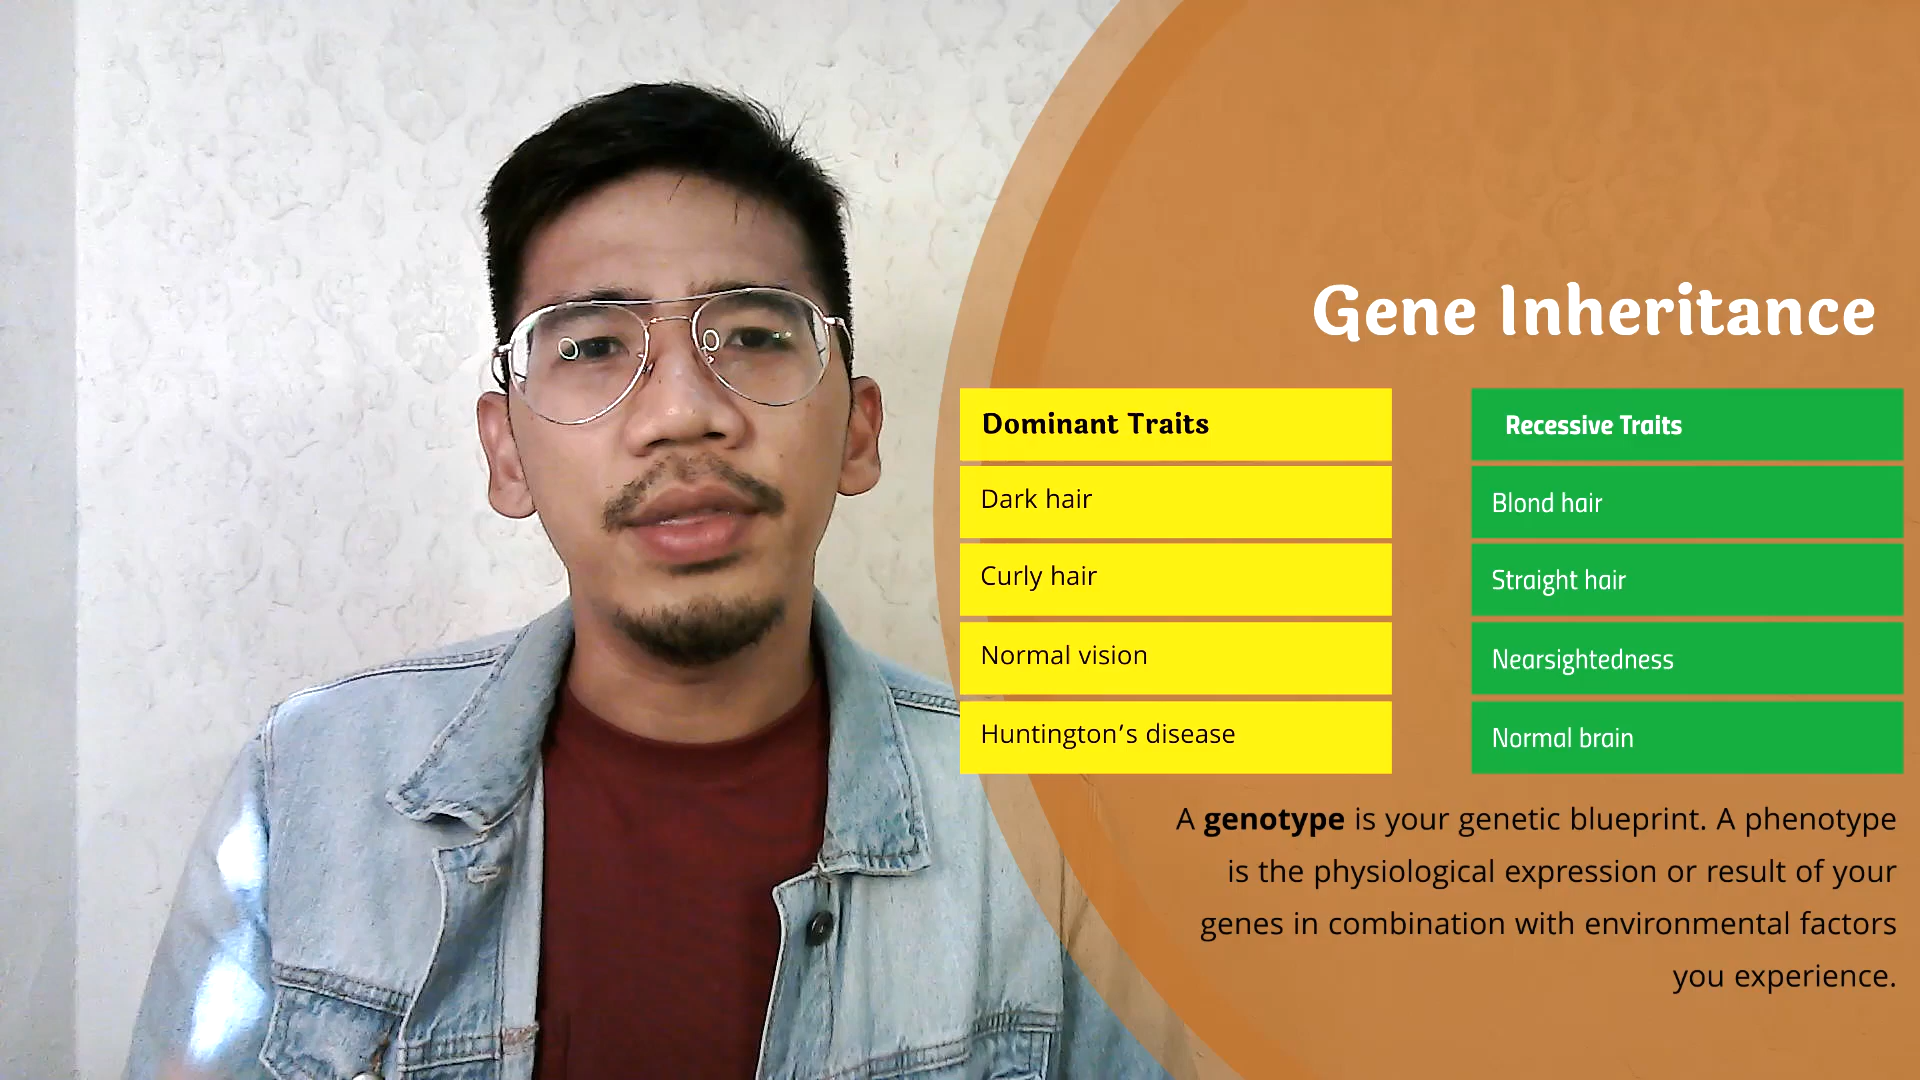 Gene Inheritance
Dominant Traits
Recessive Traits
Dark hair
Blond hair
Curly hair
Straight hair
Normal vision
Nearsightedness
Huntington's disease
Normal brain
A genotype is your genetic blueprint. A phenotype
is the physiological expression or result of your
genes in combination with environmental factors
you experience.